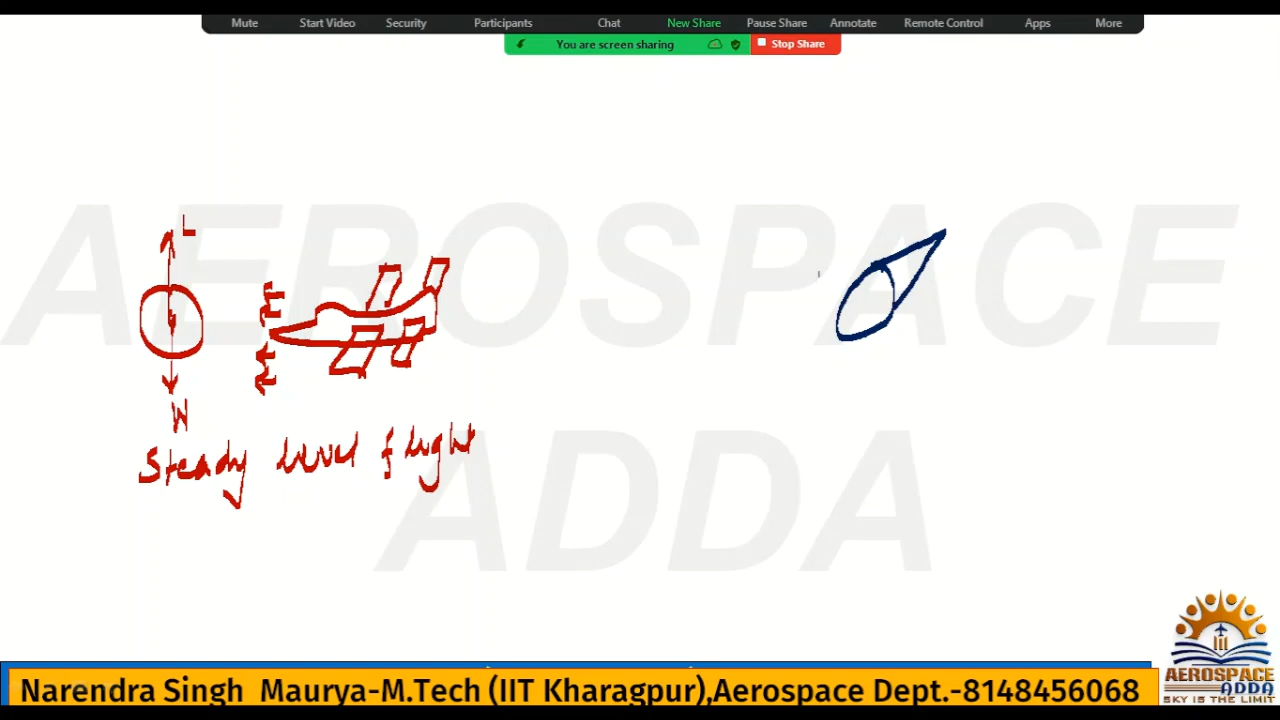 Mute Start Video Security Participants Chat New Share Pause Share Annotate Remote Control Apps More
You are screen sharing Stop Share
AEROSPACE
ADDA
L
W
Steady level flight
Narendra Singh Maurya-M.Tech (IIT Kharagpur),Aerospace Dept.-8148456068
AEROSPACE
ADDA
SKY IS THE LIMIT